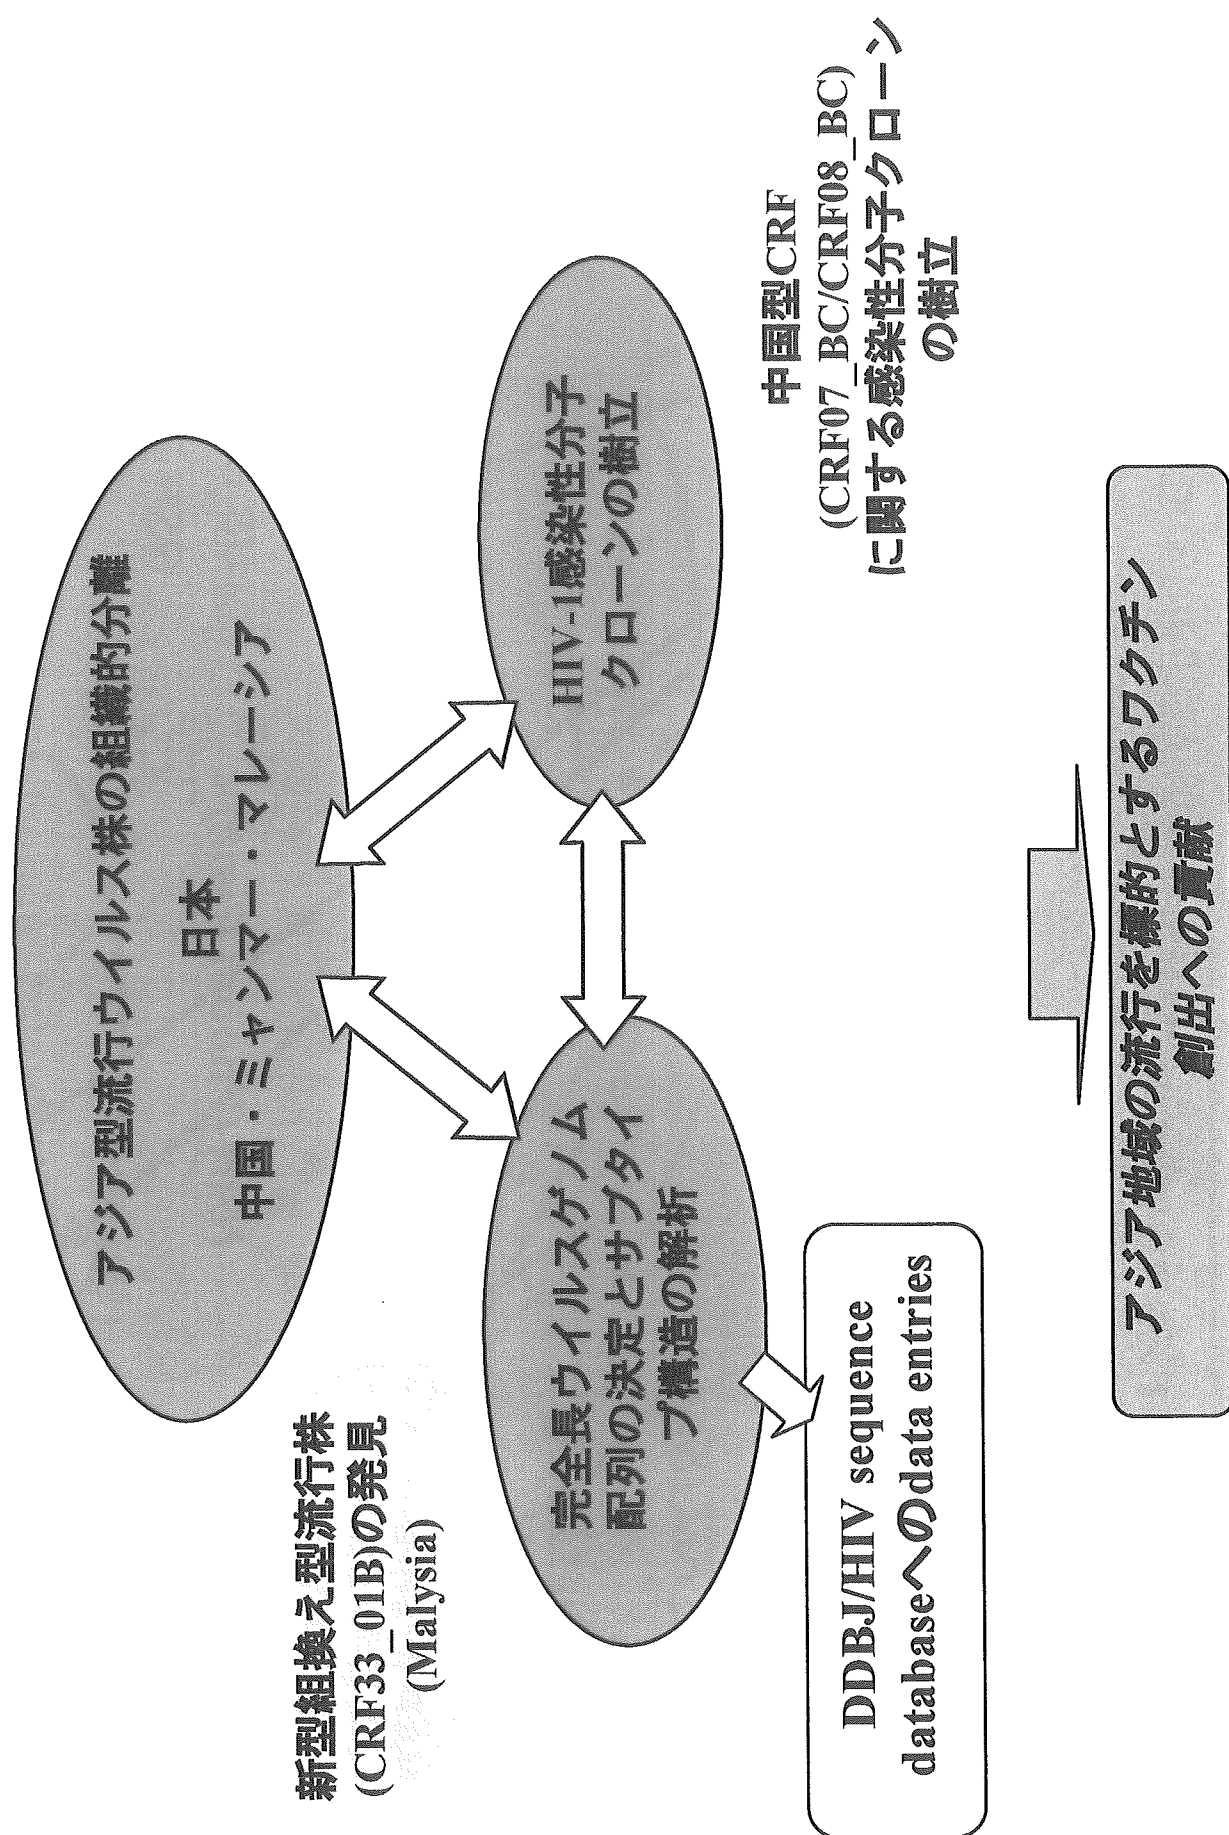 アジア型流行ウイルス株の組織的分離
日本
中国・ミャンマー・マレーシア
新型組換え型流行株
(CRF33_01B)の発見
(Malysia)
完全長ウイルスゲノム
配列の決定とサブタイ
プ構造の解析
HIV-1感染性分子
クローンの樹立
DDBJ/HIV sequence
databaseへのdata entries
中国型CRF
(CRF07_BC/CRF08_BC)
に関する感染性分子クローン
の樹立
アジア地域の流行を標的とするワクチン
創出への貢献